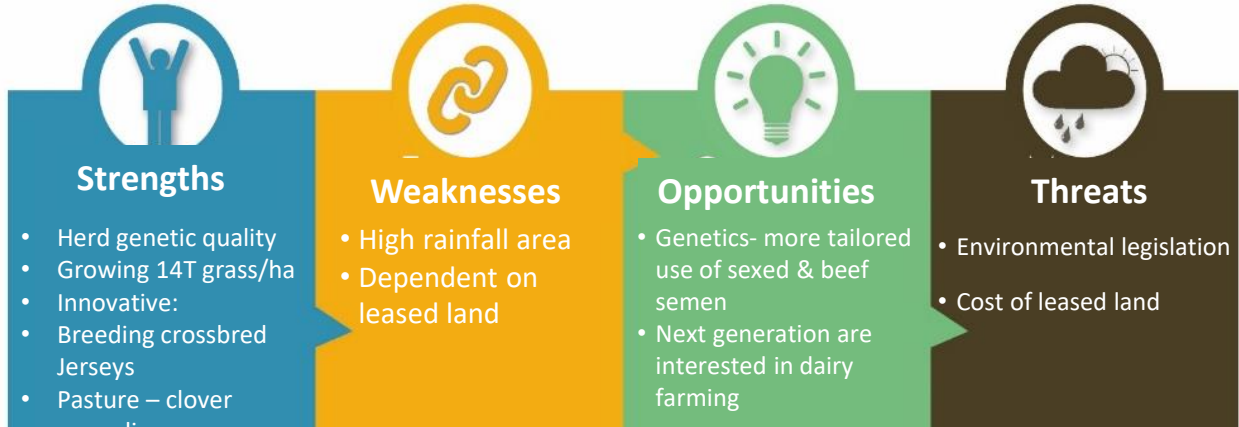 Strengths
• Herd genetic quality
• Growing 14T grass/ha
• Innovative:
• Breeding crossbred
Jerseys
• Pasture – clover
Weaknesses
• High rainfall area
• Dependent on
leased land
Opportunities
• Genetics- more tailored
use of sexed & beef
semen
• Next generation are
interested in dairy
farming
Threats
• Environmental legislation
• Cost of leased land